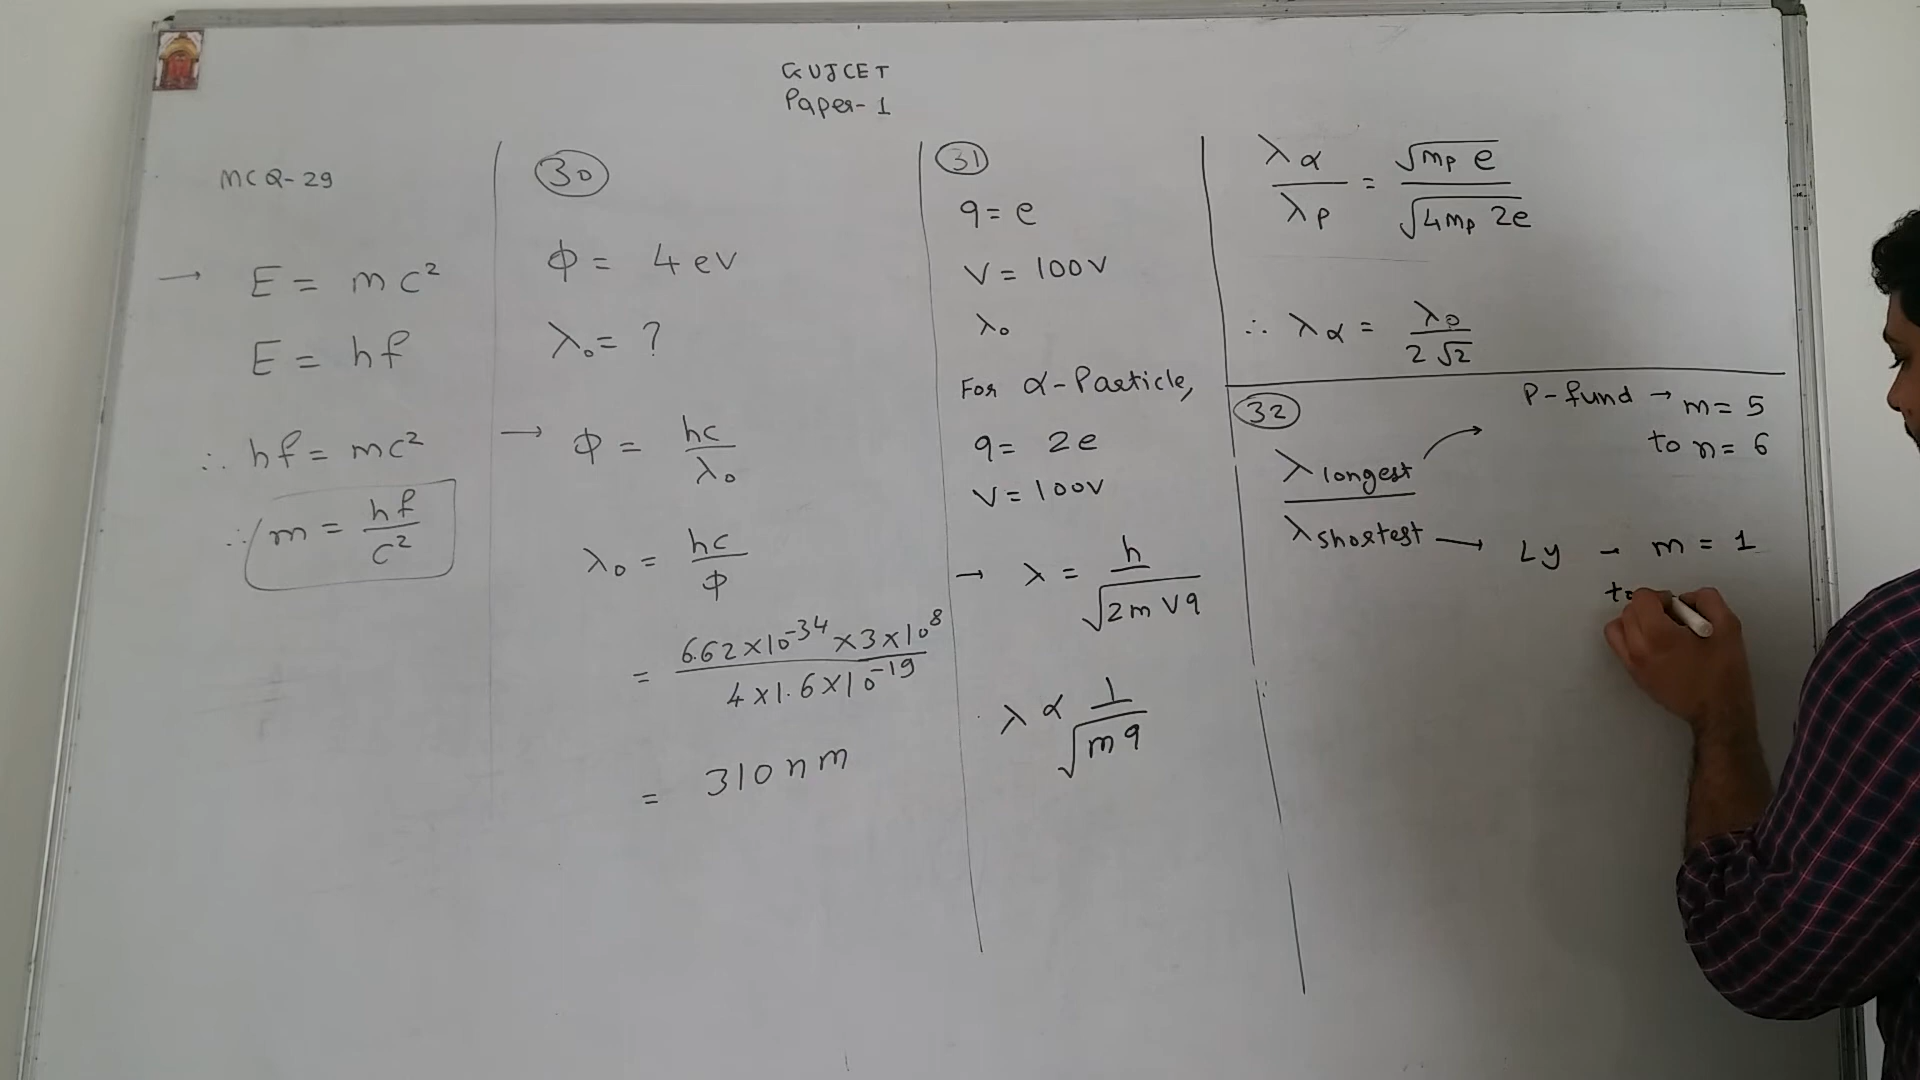 GUJCET
Paper-1
MCQ-29
→ E = mc²
E = hf
∴ hf = mc²
∴ m = hf/c²
30
Φ = 4 eV
λ₀ = ?
→ Φ = hc/λ₀
λ₀ = hc/Φ
= 6.62×10⁻³⁴ ×3×10⁸ / 4×1.6×10⁻¹⁹
= 310 nm
31
q = e
V = 100V
λ₀
For α-Particle,
q = 2e
V = 100V
→ λ = h/√2mVq
λ ∝ 1/√mq
λα/λp = √mp e/√4mp 2e
∴ λα = λ₀/2√2
32
P-fund → m = 5
to n = 6
λlongest
λshortest → Ly - m = 1
to